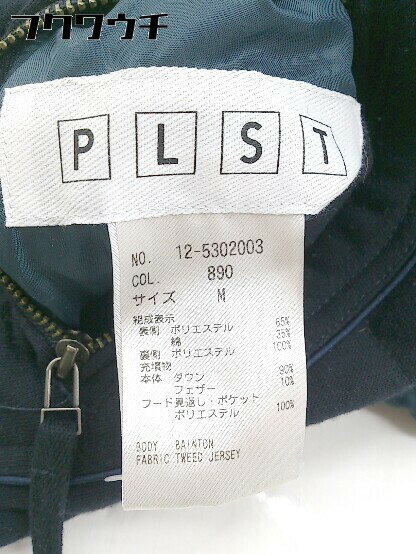 フクウウチ
PLST
NO. 12-5302003
COL. 890
サイズ M
組成表示
表側 ポリエステル 65%
綿 35%
裏側 ポリエステル 100%
充填物
本体 ダウン 90%
フェザー 10%
フード見返し・ポケット
ポリエステル 100%
BODY BAINTON
FABRIC TWEED JERSEY